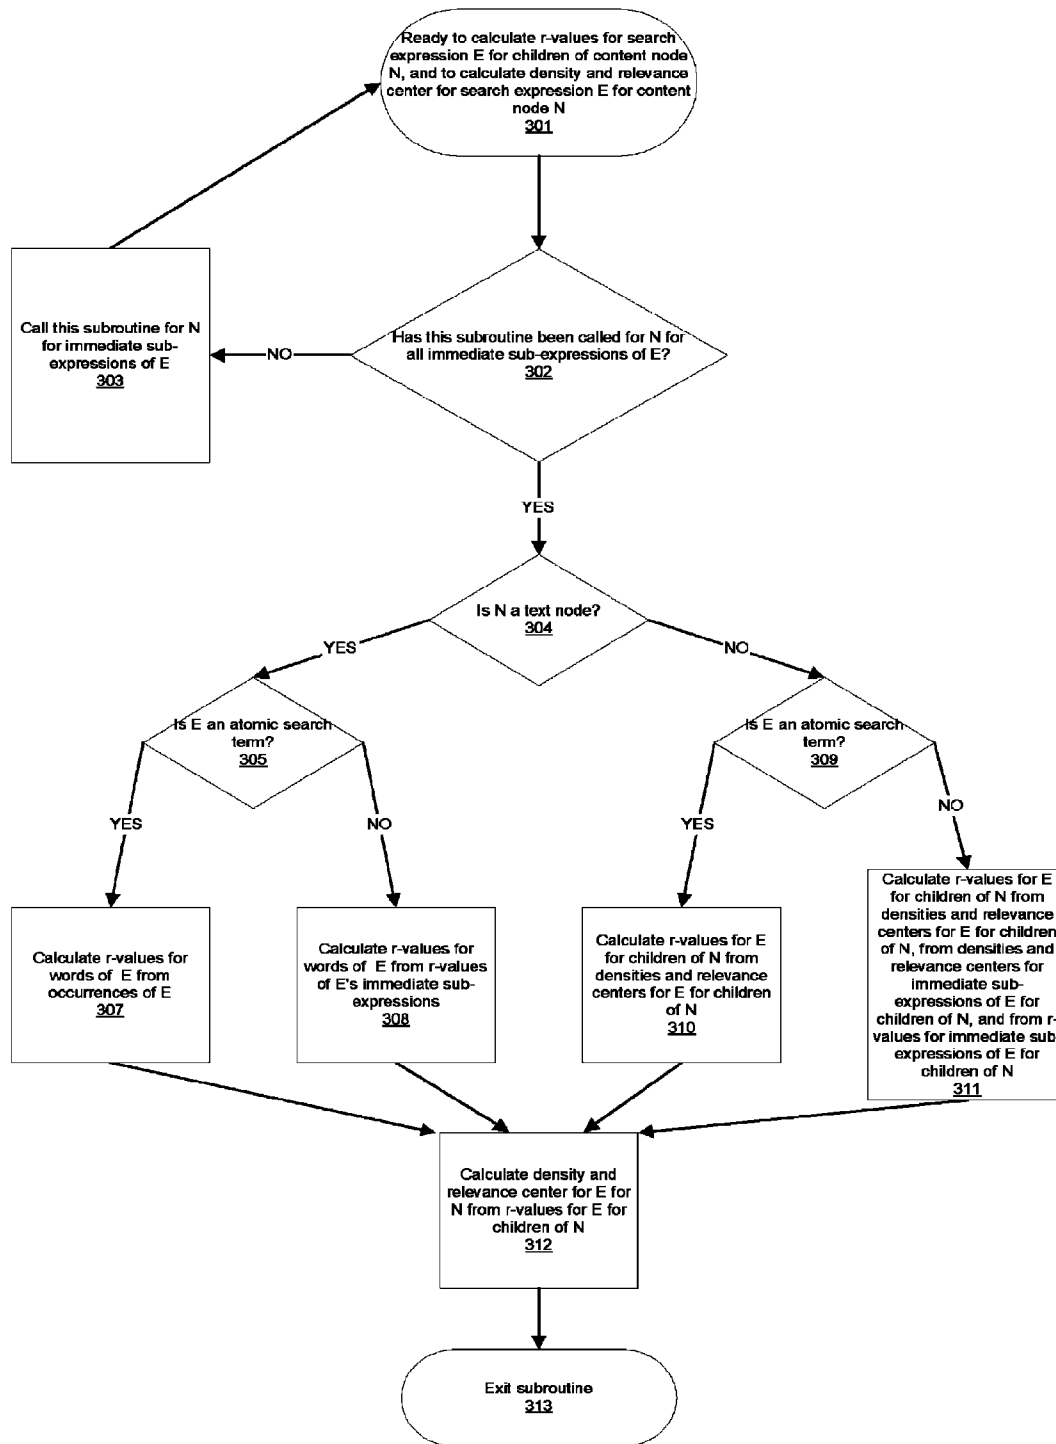 Ready to calculate r-values for search
expression E for children of content node
N, and to calculate density and relevance
center for search expression E for content
node N
301
Call this subroutine for N
for immediate sub-
expressions of E
303
NO
Has this subroutine been called for N for
all immediate sub-expressions of E?
302
YES
Is N a text node?
304
YES
NO
Is E an atomic search
term?
305
Is E an atomic search
term?
309
YES
NO
YES
NO
Calculate r-values for
words of E from
occurrences of E
307
Calculate r-values for
words of E from r-values
of E's immediate sub-
expressions
308
Calculate r-values for E
for children of N from
densities and relevance
centers for E for children
of N
310
Calculate r-values for E
for children of N from
densities and relevance
centers for E for children
of N, from densities and
relevance centers for
immediate sub-
expressions of E for
children of N, and from r-
values for immediate sub-
expressions of E for
children of N
311
Calculate density and
relevance center for E for
N from r-values for E for
children of N
312
Exit subroutine
313